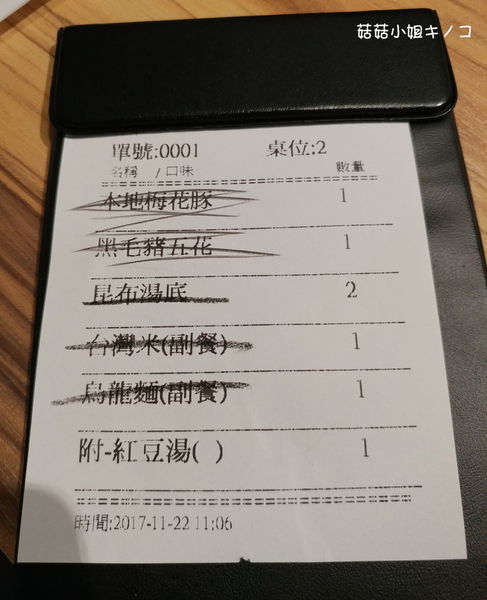 菇菇小姐キノコ
單號:0001 桌位:2
名稱 / 口味 數量
本地梅花豚 1
黑毛豬五花 1
昆布湯底 2
台灣米(副餐) 1
烏龍麵(副餐) 1
附-紅豆湯( ) 1
時間:2017-11-22 11:06